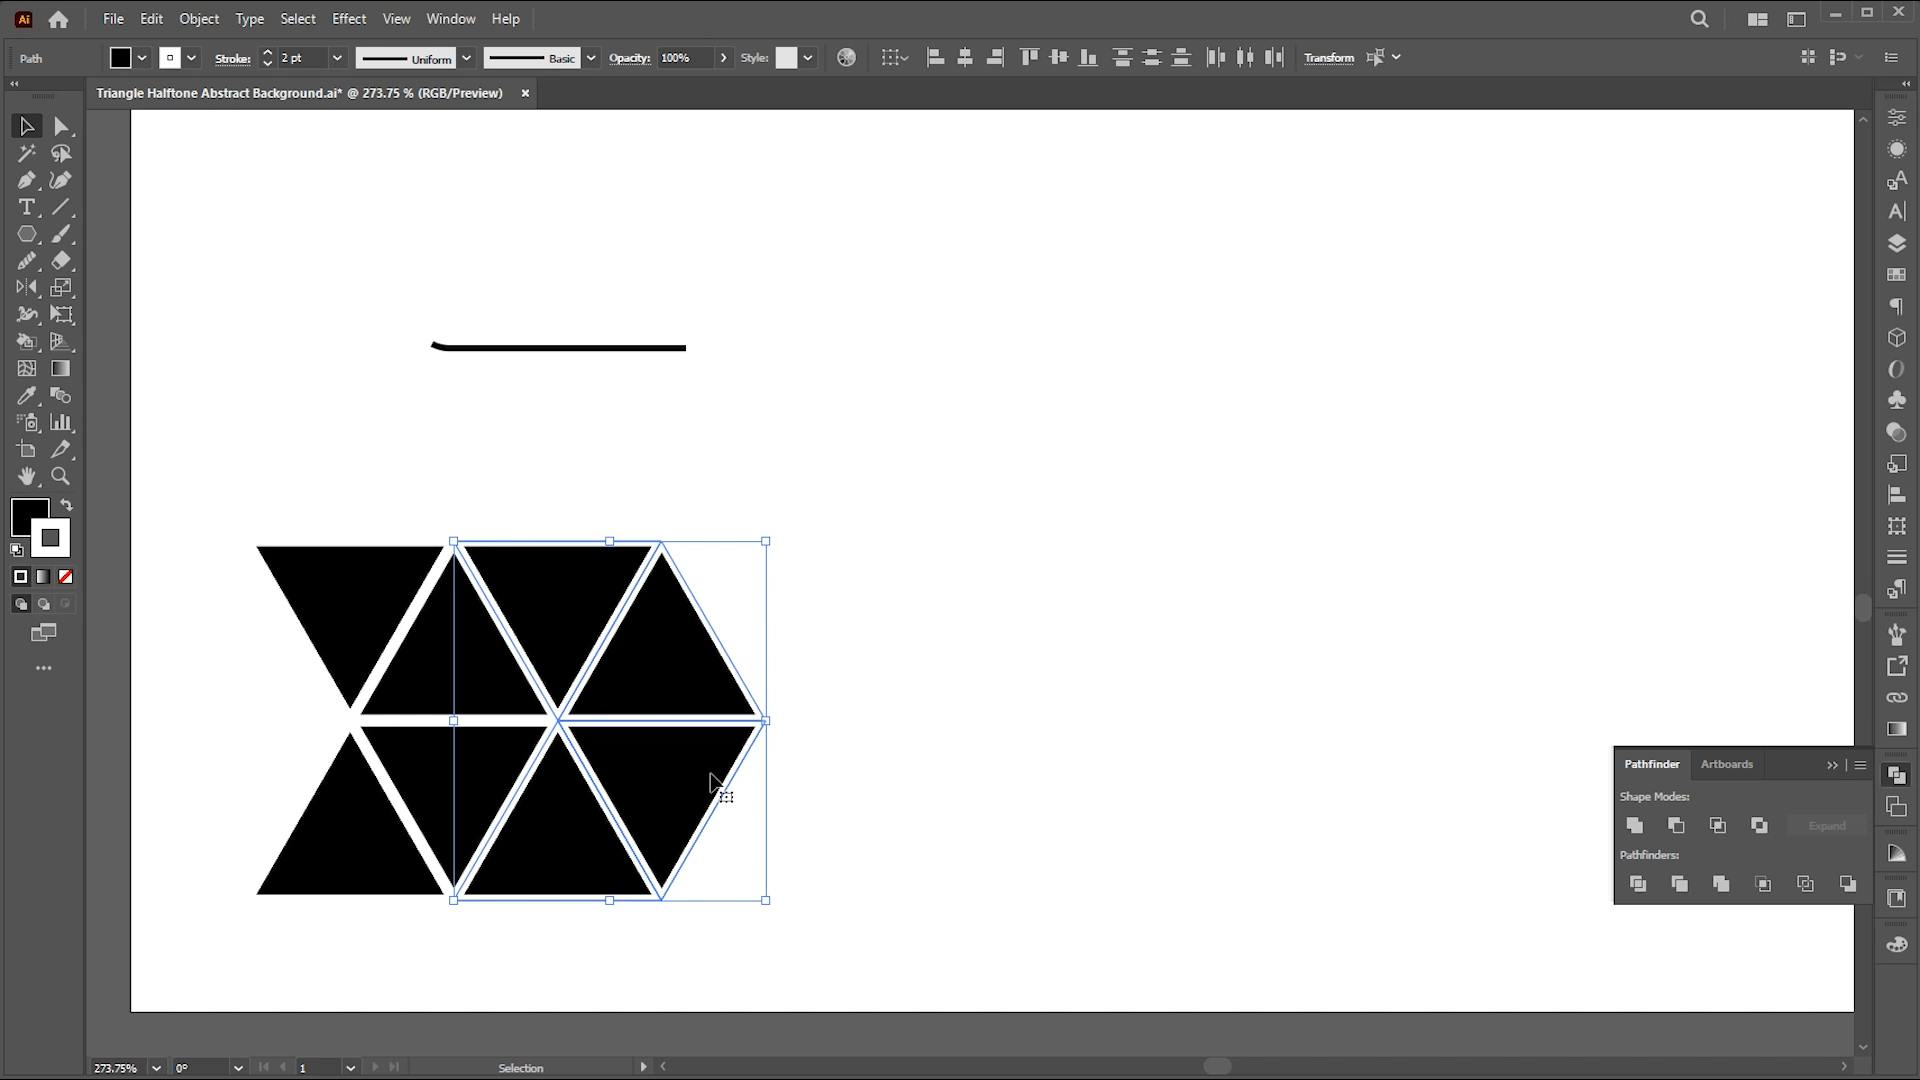 Ai File Edit Object Type Select Effect View Window Help
Path Stroke: 2 pt Uniform Basic Opacity: 100% Style: Transform
Triangle Halftone Abstract Background.ai* @ 273.75 % (RGB/Preview) ×
Pathfinder Artboards
Shape Modes:
Expand
Pathfinders:
273.75% 0° 1 Selection